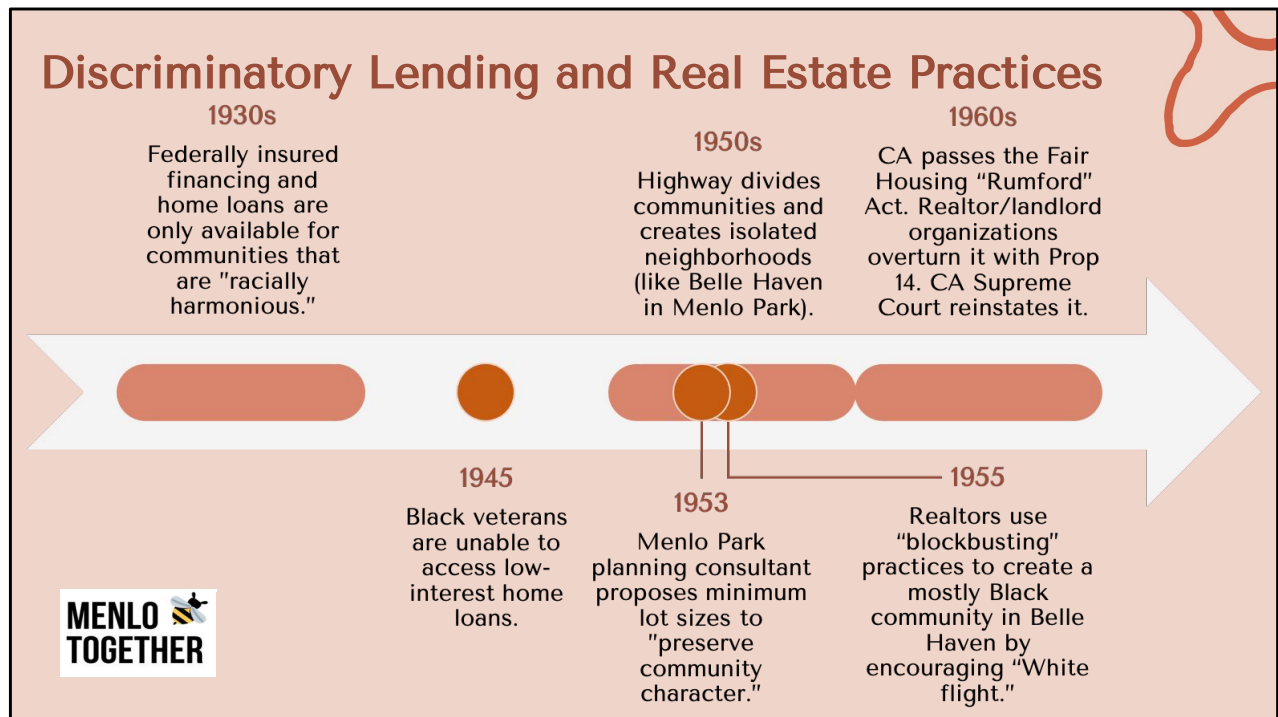 Discriminatory Lending and Real Estate Practices
1930s
Federally insured
financing and
home loans are
only available for
communities that
are "racially
harmonious."
1945
Black veterans
are unable to
access low-
interest home
loans.
1950s
Highway divides
communities and
creates isolated
neighborhoods
(like Belle Haven
in Menlo Park).
1953
Menlo Park
planning consultant
proposes minimum
lot sizes to
"preserve
community
character."
1955
Realtors use
“blockbusting”
practices to create a
mostly Black
community in Belle
Haven by
encouraging “White
flight.”
1960s
CA passes the Fair
Housing “Rumford”
Act. Realtor/landlord
organizations
overturn it with Prop
14. CA Supreme
Court reinstates it.
MENLO
TOGETHER